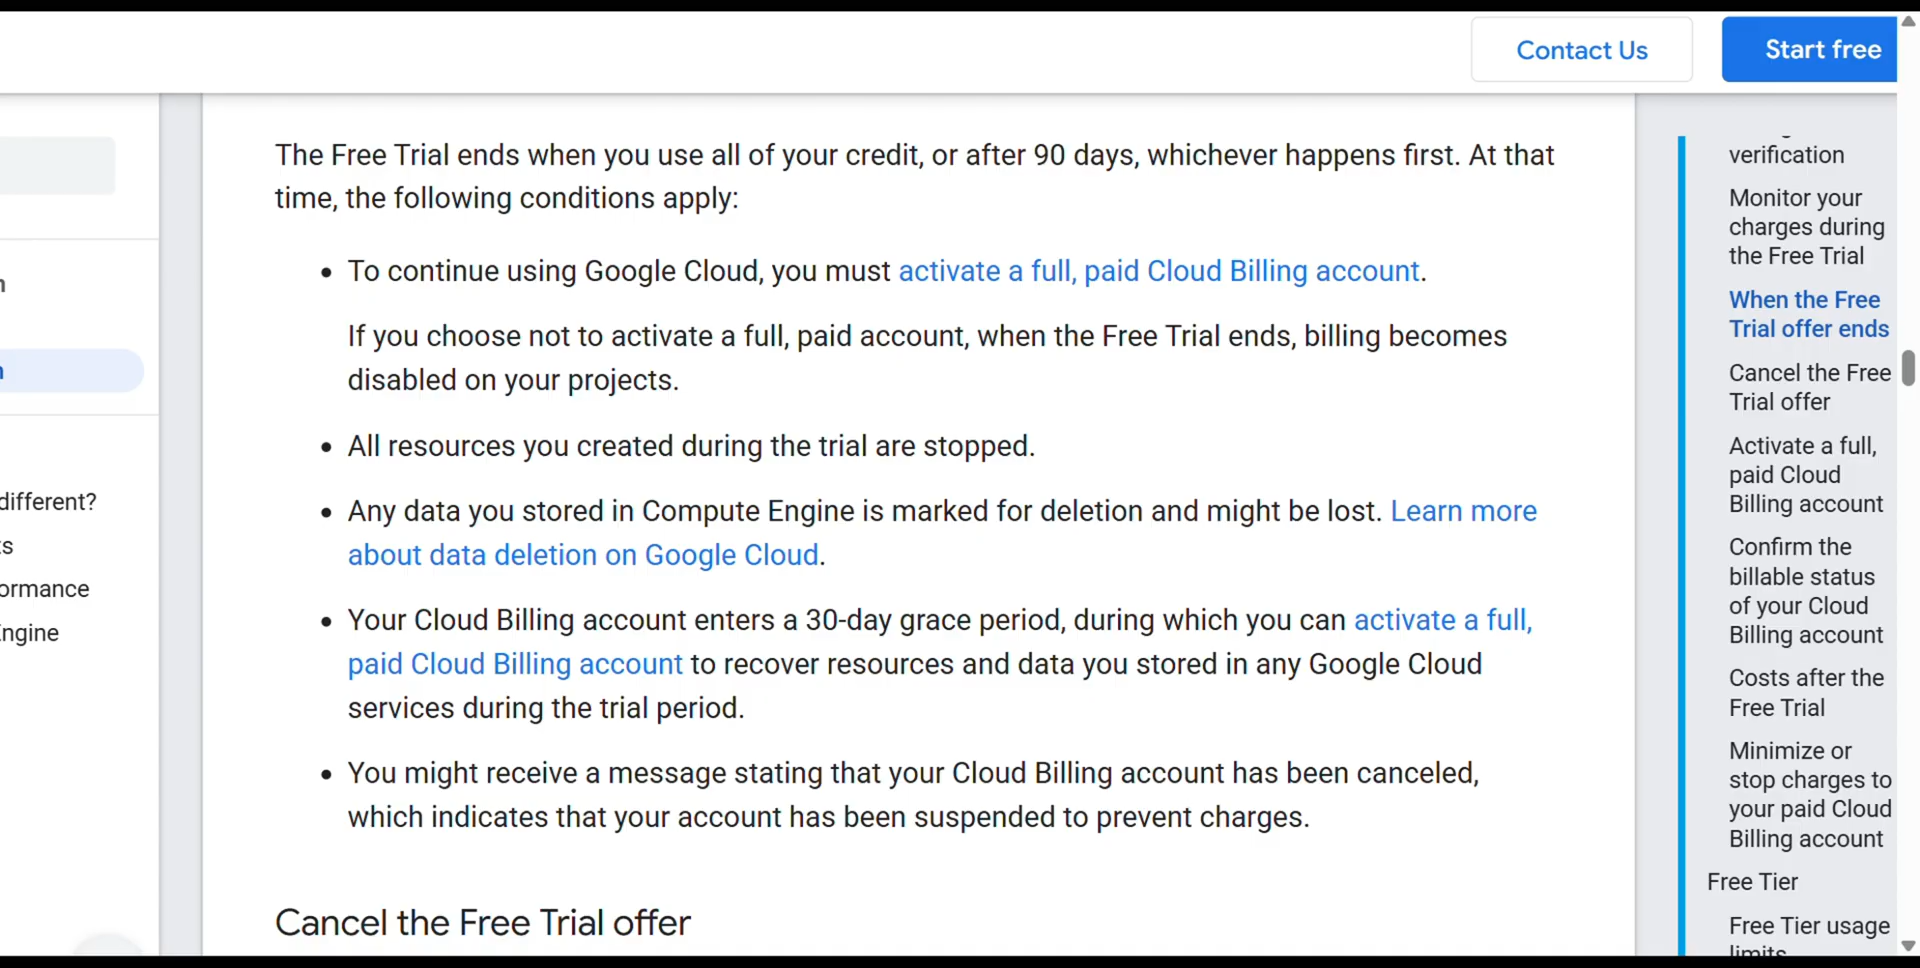 Contact Us
Start free
The Free Trial ends when you use all of your credit, or after 90 days, whichever happens first. At that
time, the following conditions apply:
• To continue using Google Cloud, you must activate a full, paid Cloud Billing account.
If you choose not to activate a full, paid account, when the Free Trial ends, billing becomes
disabled on your projects.
• All resources you created during the trial are stopped.
• Any data you stored in Compute Engine is marked for deletion and might be lost. Learn more
about data deletion on Google Cloud.
• Your Cloud Billing account enters a 30-day grace period, during which you can activate a full,
paid Cloud Billing account to recover resources and data you stored in any Google Cloud
services during the trial period.
• You might receive a message stating that your Cloud Billing account has been canceled,
which indicates that your account has been suspended to prevent charges.
Cancel the Free Trial offer
different?
ts
ormance
Engine
verification
Monitor your
charges during
the Free Trial
When the Free
Trial offer ends
Cancel the Free
Trial offer
Activate a full,
paid Cloud
Billing account
Confirm the
billable status
of your Cloud
Billing account
Costs after the
Free Trial
Minimize or
stop charges to
your paid Cloud
Billing account
Free Tier
Free Tier usage
limits